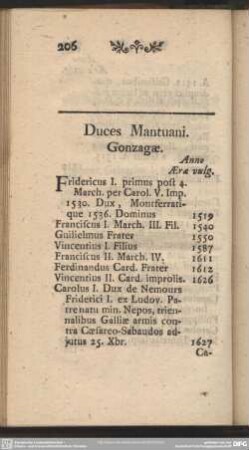 206
Duces Mantuani.
Gonzagæ.
Anno
Æræ vulg.
Fridericus I. primus post 4.
March. per Carol. V. Imp.
1530. Dux, Montferrati-
que 1536. Dominus 1519
Franciscus I. March. III. Fil. 1540
Guilielmus Frater 1550
Vincentius I. Filius 1587
Franciscus II. March. IV. 1611
Ferdinandus Card. Frater 1612
Vincentius II. Card. improlis. 1626
Carolus I. Dux de Nemours
Friderici I. ex Ludov. Pa-
tre natu min. Nepos, trien-
nalibus Galliæ armis con-
tra Cæsareo-Sabaudos ad-
jutus 25. Xbr. 1627
Ca-